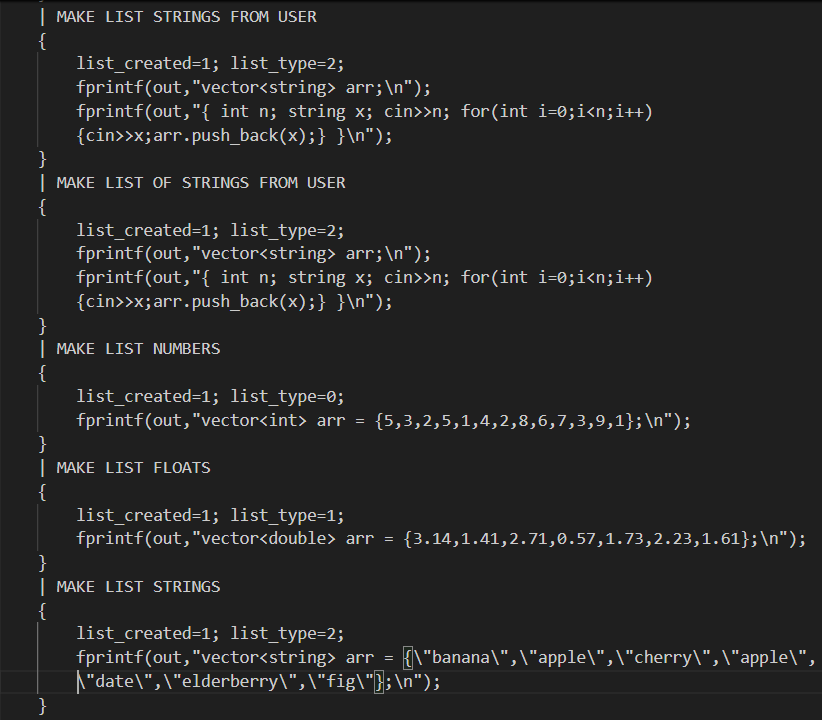 | MAKE LIST STRINGS FROM USER
{
list_created=1; list_type=2;
fprintf(out,"vector<string> arr;\n");
fprintf(out,"{ int n; string x; cin>>n; for(int i=0;i<n;i++)
{cin>>x;arr.push_back(x);} }\n");
}
| MAKE LIST OF STRINGS FROM USER
{
list_created=1; list_type=2;
fprintf(out,"vector<string> arr;\n");
fprintf(out,"{ int n; string x; cin>>n; for(int i=0;i<n;i++)
{cin>>x;arr.push_back(x);} }\n");
}
| MAKE LIST NUMBERS
{
list_created=1; list_type=0;
fprintf(out,"vector<int> arr = {5,3,2,5,1,4,2,8,6,7,3,9,1};\n");
}
| MAKE LIST FLOATS
{
list_created=1; list_type=1;
fprintf(out,"vector<double> arr = {3.14,1.41,2.71,0.57,1.73,2.23,1.61};\n");
}
| MAKE LIST STRINGS
{
list_created=1; list_type=2;
fprintf(out,"vector<string> arr = {\"banana\",\"apple\",\"cherry\",\"apple\",
\"date\",\"elderberry\",\"fig\"};\n");
}